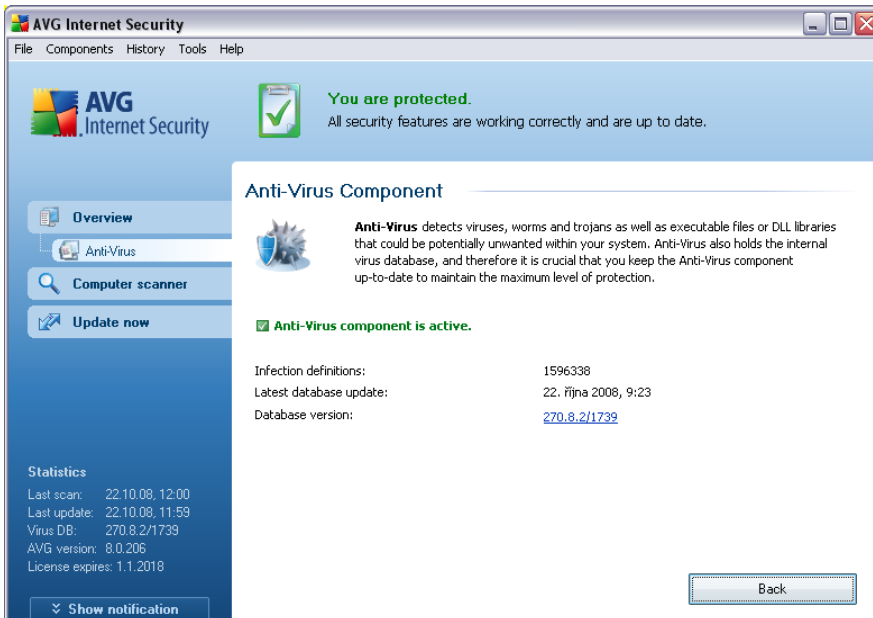 AVG Internet Security
File Components History Tools Help
AVG
Internet Security
You are protected.
All security features are working correctly and are up to date.
Overview
Anti-Virus
Computer scanner
Update now
Anti-Virus Component
Anti-Virus detects viruses, worms and trojans as well as executable files or DLL libraries
that could be potentially unwanted within your system. Anti-Virus also holds the internal
virus database, and therefore it is crucial that you keep the Anti-Virus component
up-to-date to maintain the maximum level of protection.
Anti-Virus component is active.
Infection definitions: 1596338
Latest database update: 22. října 2008, 9:23
Database version: 270.8.2/1739
Statistics
Last scan: 22.10.08, 12:00
Last update: 22.10.08, 11:59
Virus DB: 270.8.2/1739
AVG version: 8.0.206
License expires: 1.1.2018
Show notification
Back